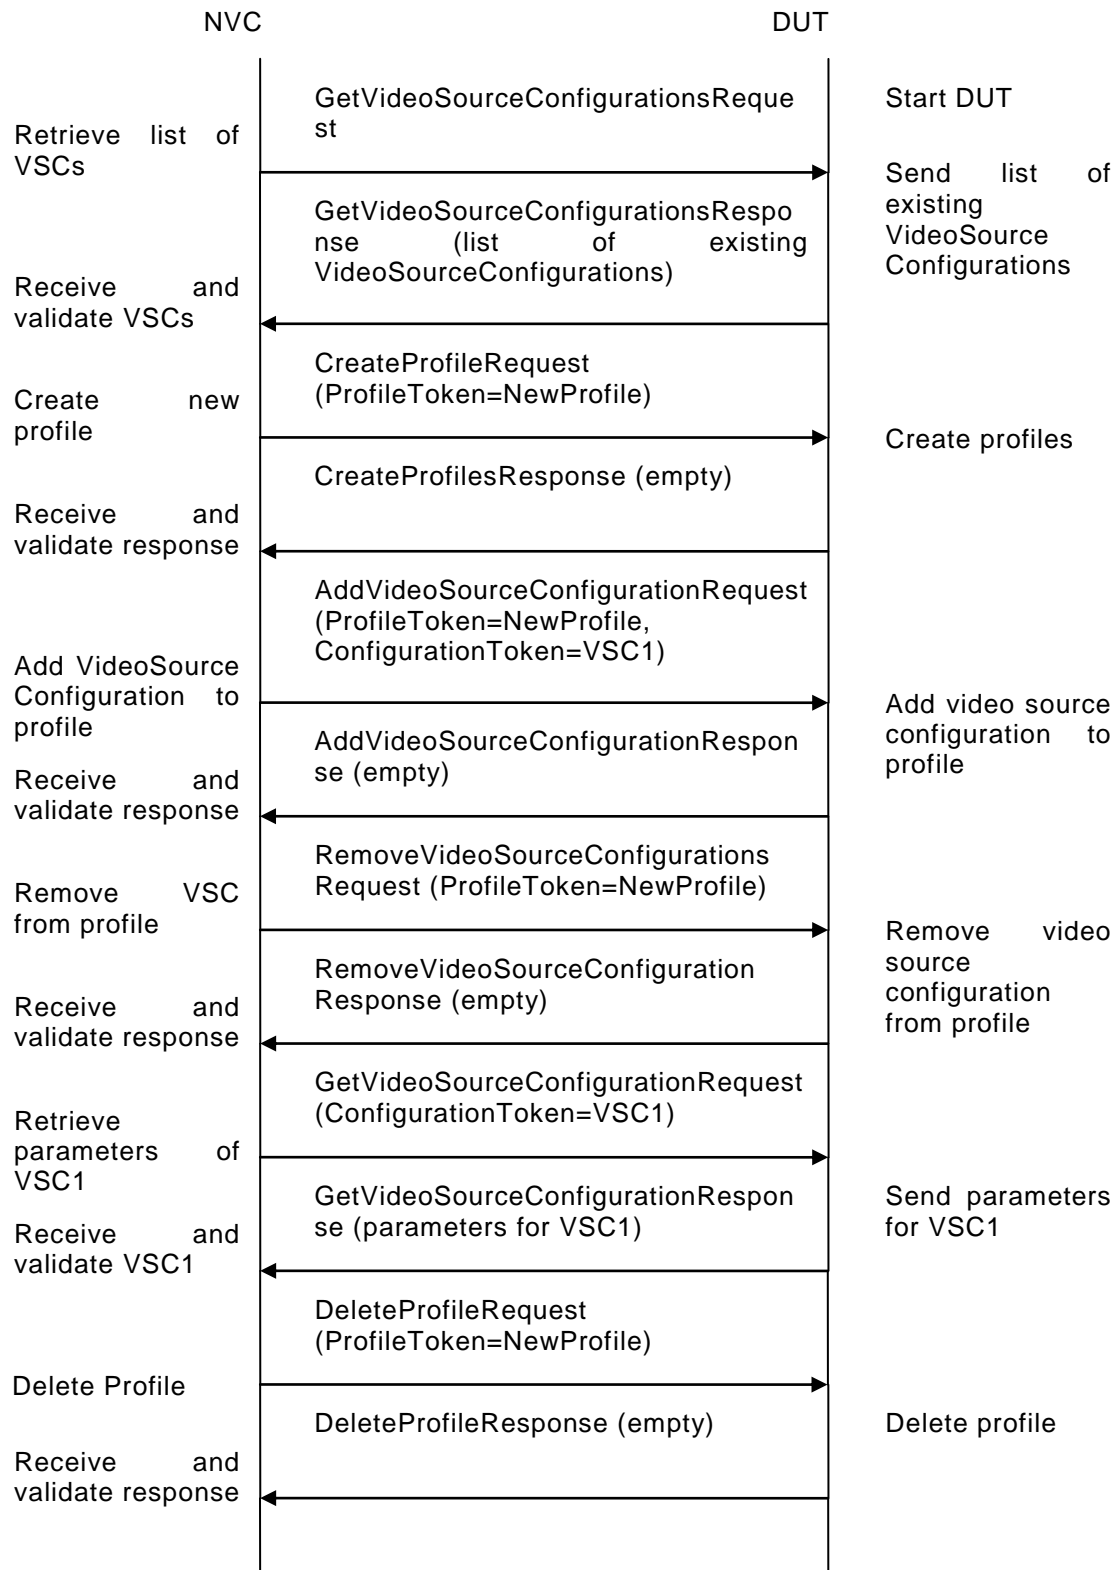 NVC
DUT
GetVideoSourceConfigurationsReque
st
Start DUT
Retrieve list of
VSCs
Send list of
existing
VideoSource
Configurations
GetVideoSourceConfigurationsRespo
nse (list of existing
VideoSourceConfigurations)
Receive and
validate VSCs
CreateProfileRequest
(ProfileToken=NewProfile)
Create new
profile
Create profiles
CreateProfilesResponse (empty)
Receive and
validate response
AddVideoSourceConfigurationRequest
(ProfileToken=NewProfile,
ConfigurationToken=VSC1)
Add VideoSource
Configuration to
profile
Add video source
configuration to
profile
AddVideoSourceConfigurationRespon
se (empty)
Receive and
validate response
RemoveVideoSourceConfigurations
Request (ProfileToken=NewProfile)
Remove VSC
from profile
Remove video
source
configuration
from profile
RemoveVideoSourceConfiguration
Response (empty)
Receive and
validate response
GetVideoSourceConfigurationRequest
(ConfigurationToken=VSC1)
Retrieve
parameters of
VSC1
GetVideoSourceConfigurationRespon
se (parameters for VSC1)
Send parameters
for VSC1
Receive and
validate VSC1
DeleteProfileRequest
(ProfileToken=NewProfile)
Delete Profile
DeleteProfileResponse (empty)
Delete profile
Receive and
validate response